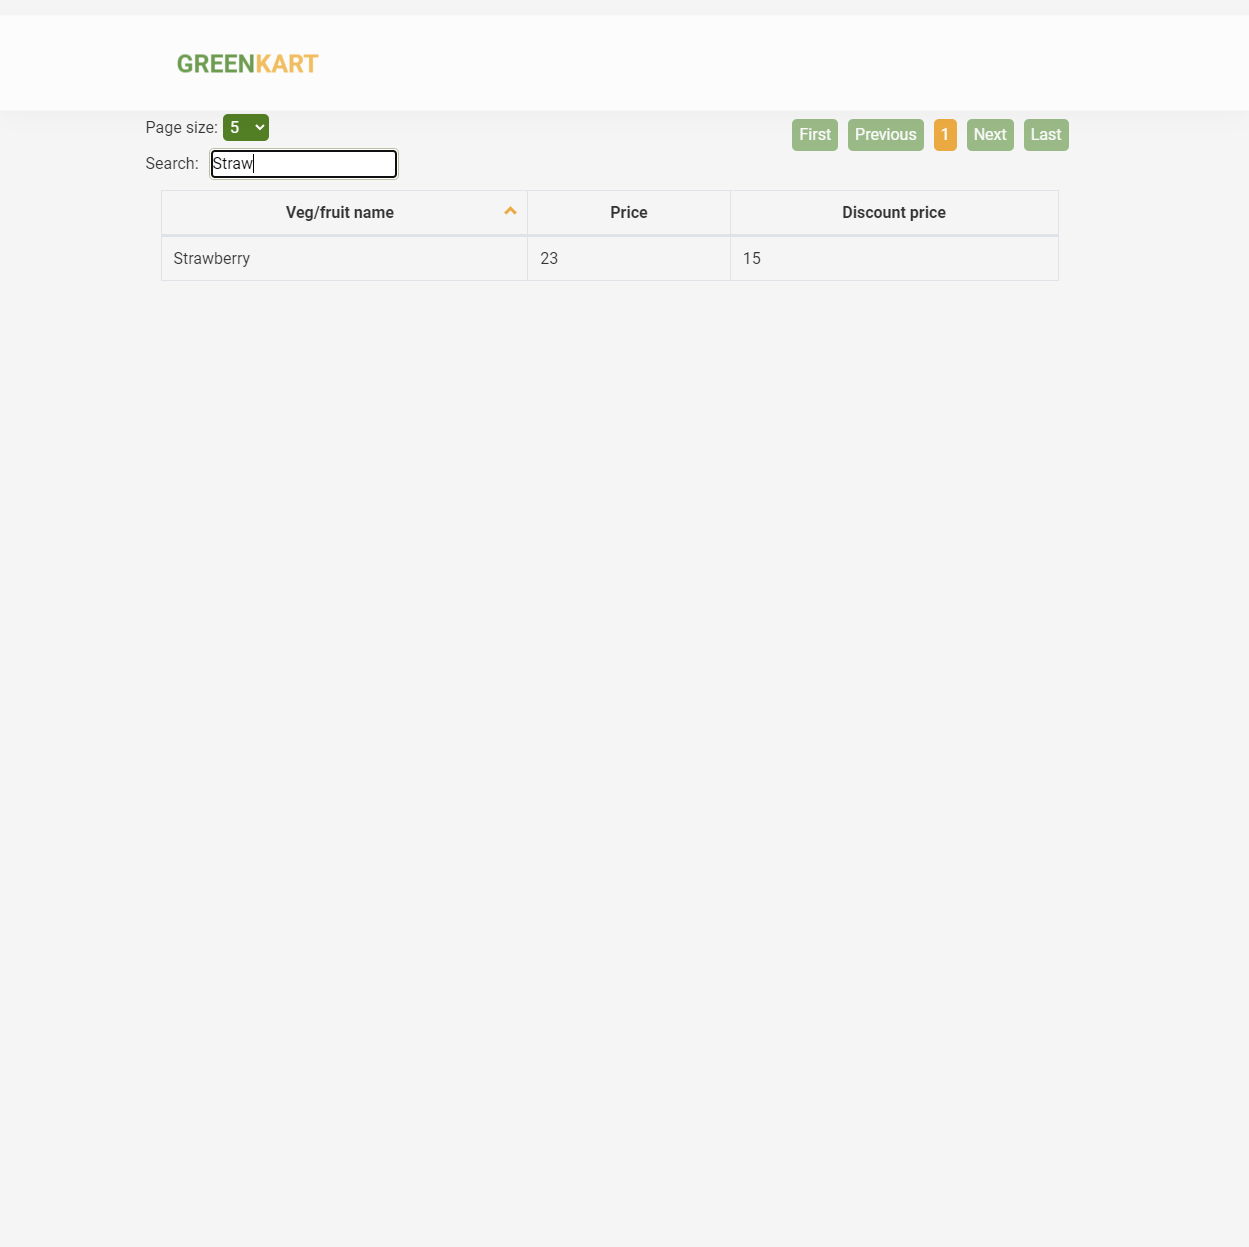 GREENKART
Page size: 5
First Previous 1 Next Last
Search: Straw
Veg/fruit name Price Discount price
Strawberry 23 15